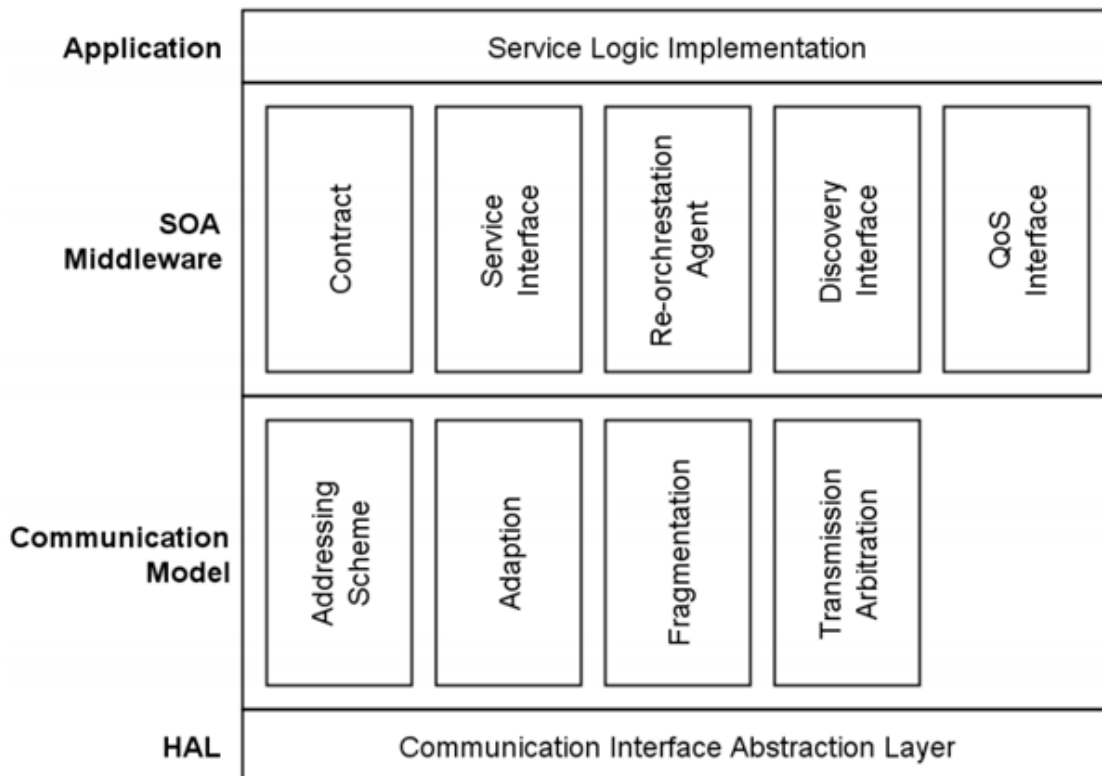 Application
Service Logic Implementation
SOA
Middleware
Contract
Service
Interface
Re-orchrestation
Agent
Discovery
Interface
QoS
Interface
Communication
Model
Addressing
Scheme
Adaption
Fragmentation
Transmission
Arbitration
HAL
Communication Interface Abstraction Layer